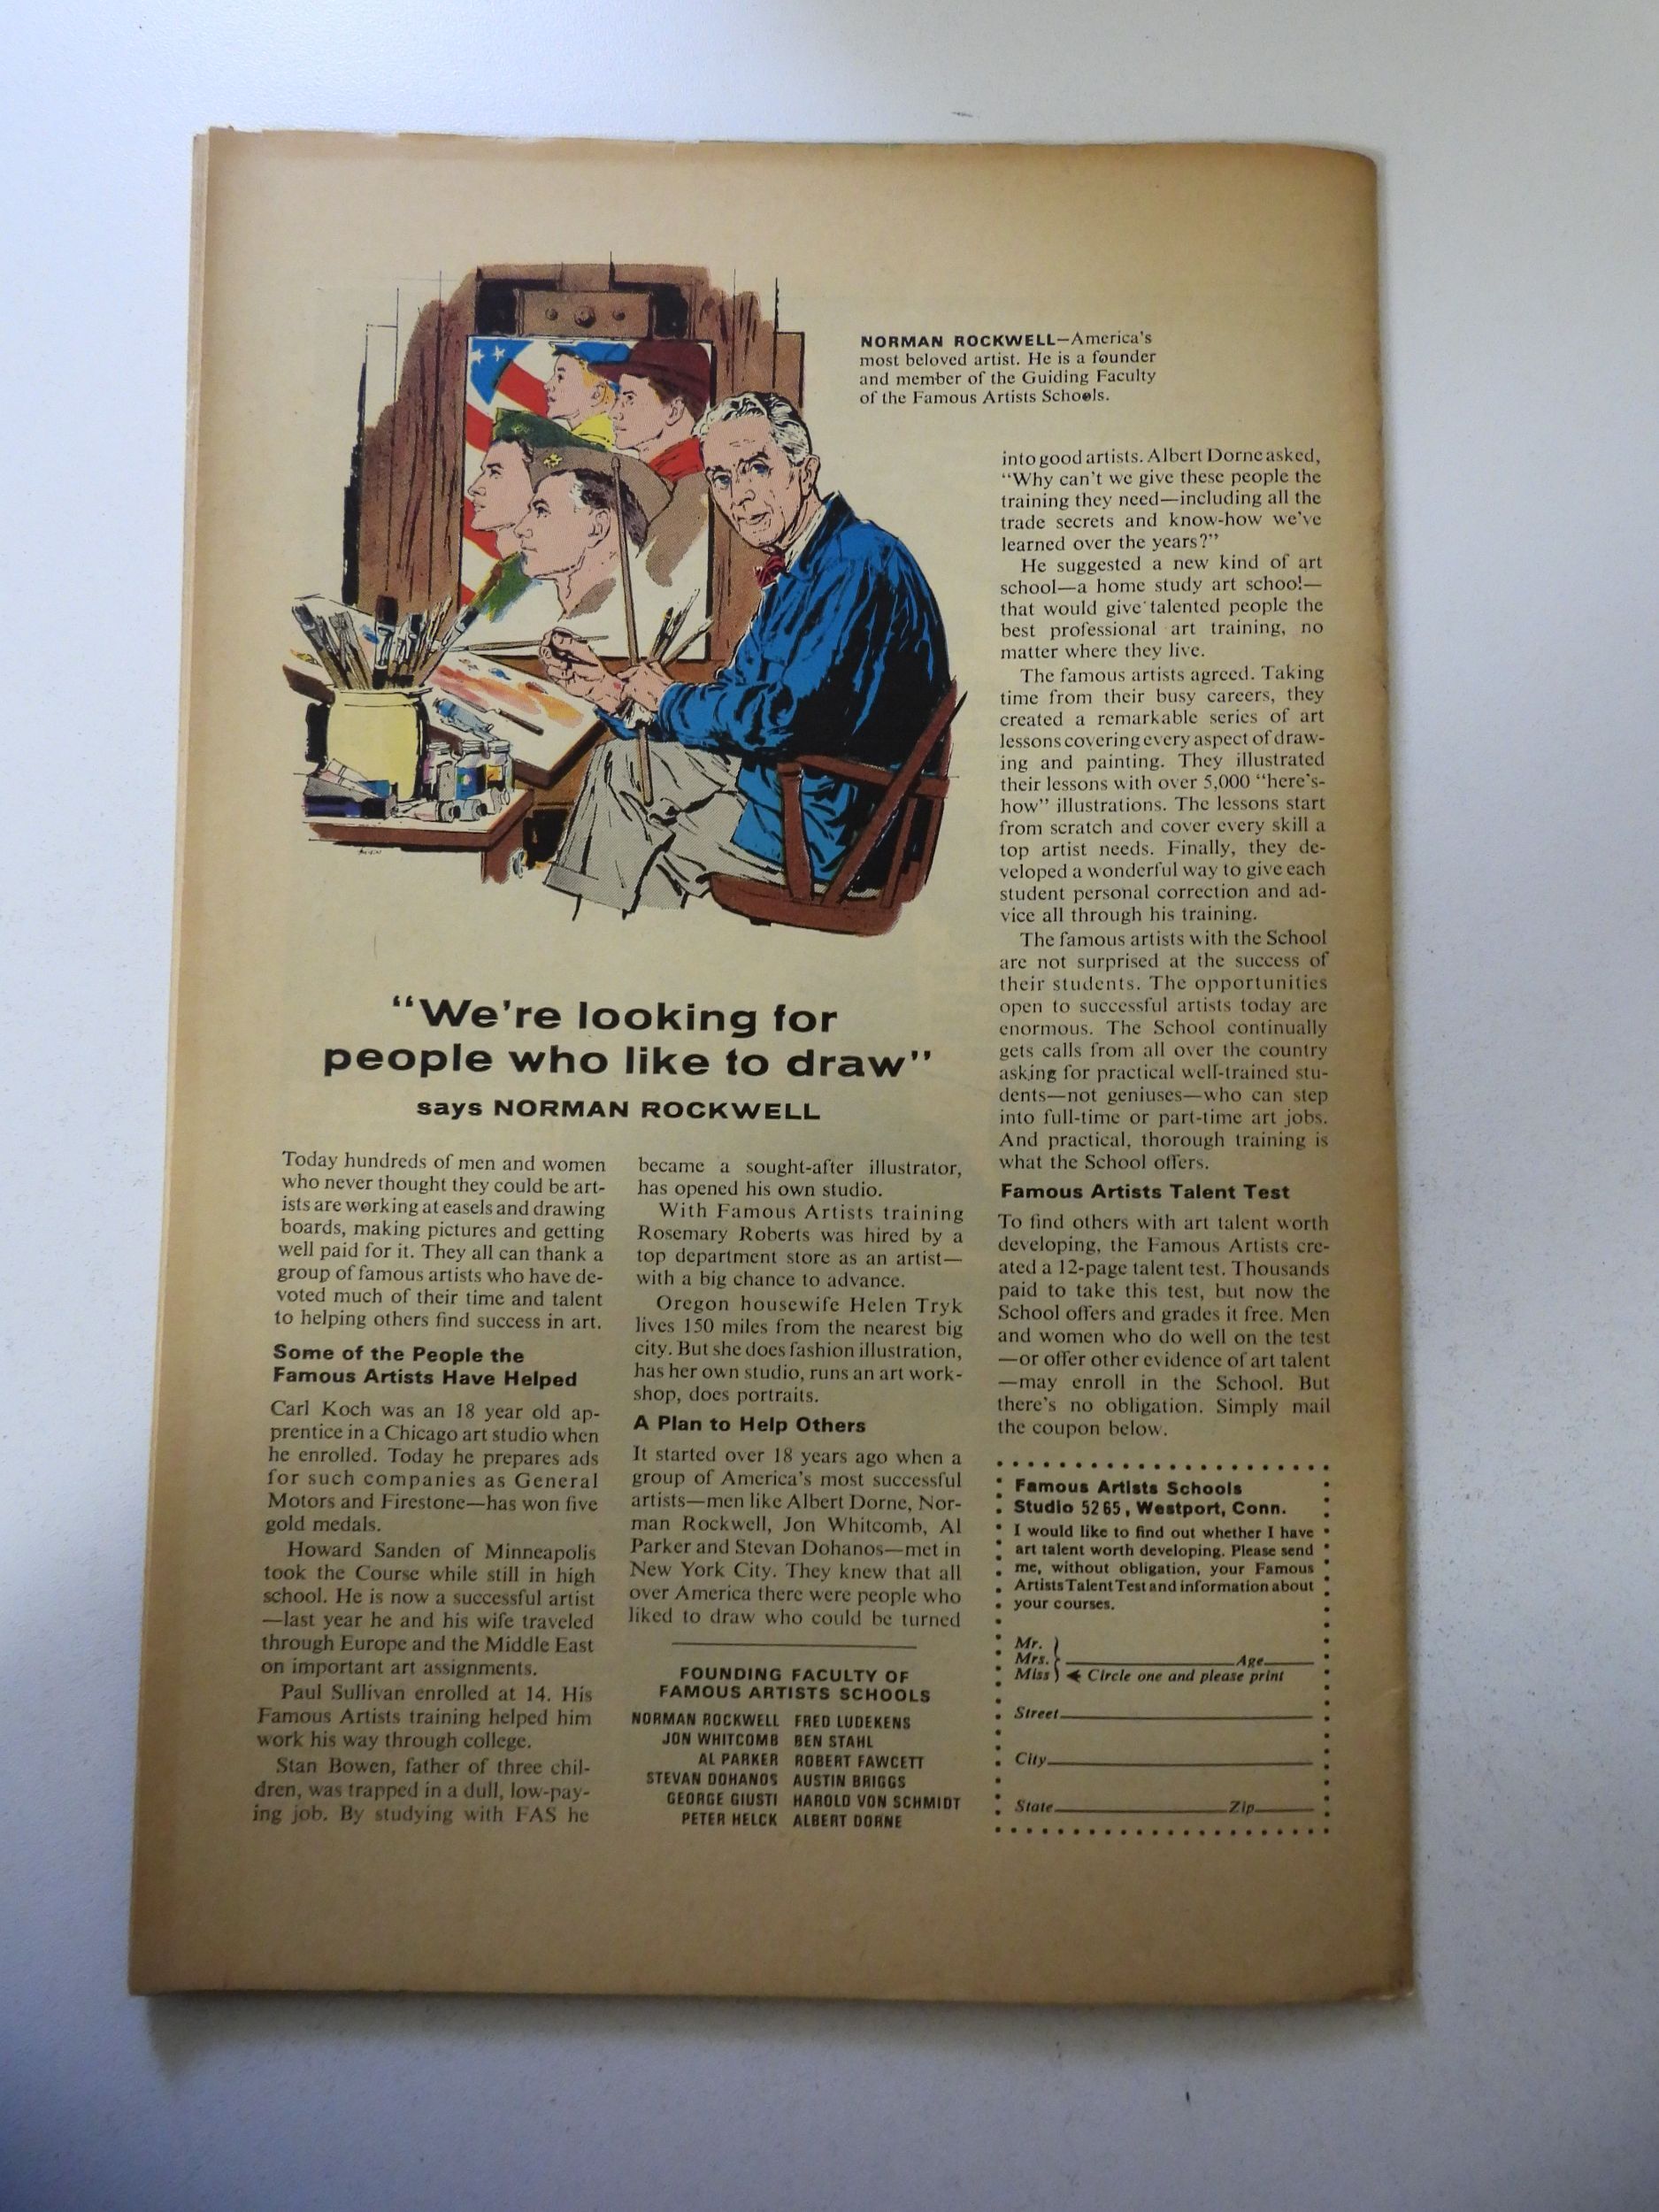 NORMAN ROCKWELL—America's
most beloved artist. He is a founder
and member of the Guiding Faculty
of the Famous Artists Schools.
"We're looking for
people who like to draw"
says NORMAN ROCKWELL
Today hundreds of men and women
who never thought they could be art-
ists are working at easels and drawing
boards, making pictures and getting
well paid for it. They all can thank a
group of famous artists who have de-
voted much of their time and talent
to helping others find success in art.
Some of the People the
Famous Artists Have Helped
Carl Koch was an 18 year old ap-
prentice in a Chicago art studio when
he enrolled. Today he prepares ads
for such companies as General
Motors and Firestone—has won five
gold medals.
Howard Sanden of Minneapolis
took the Course while still in high
school. He is now a successful artist
—last year he and his wife traveled
through Europe and the Middle East
on important art assignments.
Paul Sullivan enrolled at 14. His
Famous Artists training helped him
work his way through college.
Stan Bowen, father of three chil-
dren, was trapped in a dull, low-pay-
ing job. By studying with FAS he
became a sought-after illustrator,
has opened his own studio.
With Famous Artists training
Rosemary Roberts was hired by a
top department store as an artist—
with a big chance to advance.
Oregon housewife Helen Tryk
lives 150 miles from the nearest big
city. But she does fashion illustration,
has her own studio, runs an art work-
shop, does portraits.
A Plan to Help Others
It started over 18 years ago when a
group of America's most successful
artists—men like Albert Dorne, Nor-
man Rockwell, Jon Whitcomb, Al
Parker and Stevan Dohanos—met in
New York City. They knew that all
over America there were people who
liked to draw who could be turned
FOUNDING FACULTY OF
FAMOUS ARTISTS SCHOOLS
NORMAN ROCKWELL FRED LUDEKENS
JON WHITCOMB BEN STAHL
AL PARKER ROBERT FAWCETT
STEVAN DOHANOS AUSTIN BRIGGS
GEORGE GIUSTI HAROLD VON SCHMIDT
PETER HELCK ALBERT DORNE
into good artists. Albert Dorne asked,
"Why can't we give these people the
training they need—including all the
trade secrets and know-how we've
learned over the years?"
He suggested a new kind of art
school—a home study art school—
that would give talented people the
best professional art training, no
matter where they live.
The famous artists agreed. Taking
time from their busy careers, they
created a remarkable series of art
lessons covering every aspect of draw-
ing and painting. They illustrated
their lessons with over 5,000 "here's-
how" illustrations. The lessons start
from scratch and cover every skill a
top artist needs. Finally, they de-
veloped a wonderful way to give each
student personal correction and ad-
vice all through his training.
The famous artists with the School
are not surprised at the success of
their students. The opportunities
open to successful artists today are
enormous. The School continually
gets calls from all over the country
asking for practical well-trained stu-
dents—not geniuses—who can step
into full-time or part-time art jobs.
And practical, thorough training is
what the School offers.
Famous Artists Talent Test
To find others with art talent worth
developing, the Famous Artists cre-
ated a 12-page talent test. Thousands
paid to take this test, but now the
School offers and grades it free. Men
and women who do well on the test
—or offer other evidence of art talent
—may enroll in the School. But
there's no obligation. Simply mail
the coupon below.
Famous Artists Schools
Studio 5265, Westport, Conn.
I would like to find out whether I have
art talent worth developing. Please send
me, without obligation, your Famous
Artists Talent Test and information about
your courses.
Mr.
Mrs. Age
Miss Circle one and please print
Street
City
State Zip